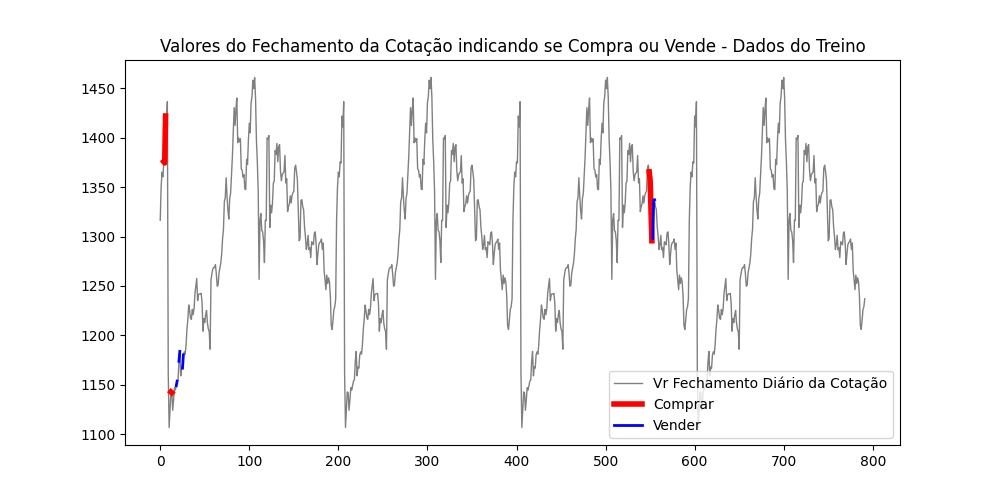 Valores do Fechamento da Cotação indicando se Compra ou Vende - Dados do Treino
1450
1400
1350
1300
1250
1200
1150
1100
Vr Fechamento Diário da Cotação
Comprar
Vender
0 100 200 300 400 500 600 700 800